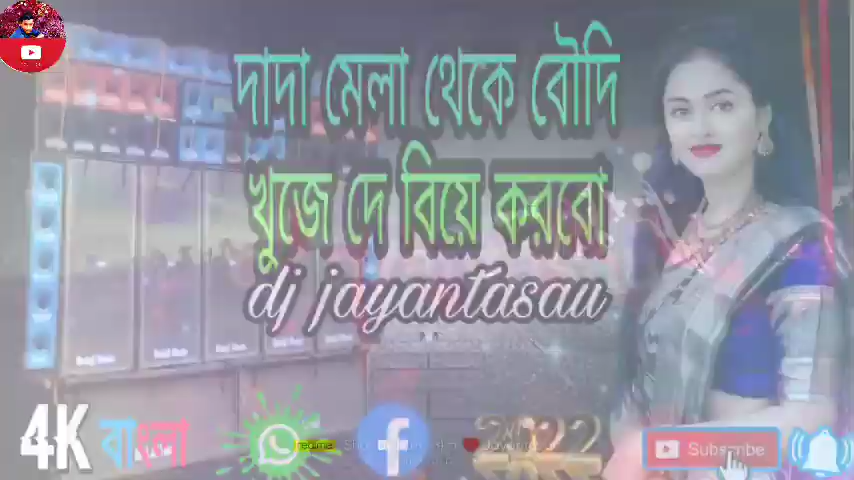 দাদা মেলা থেকে বৌদি
খুজে দে বিয়ে করবো
dj jayantasau
4K বাংলো
2022
Subscribe